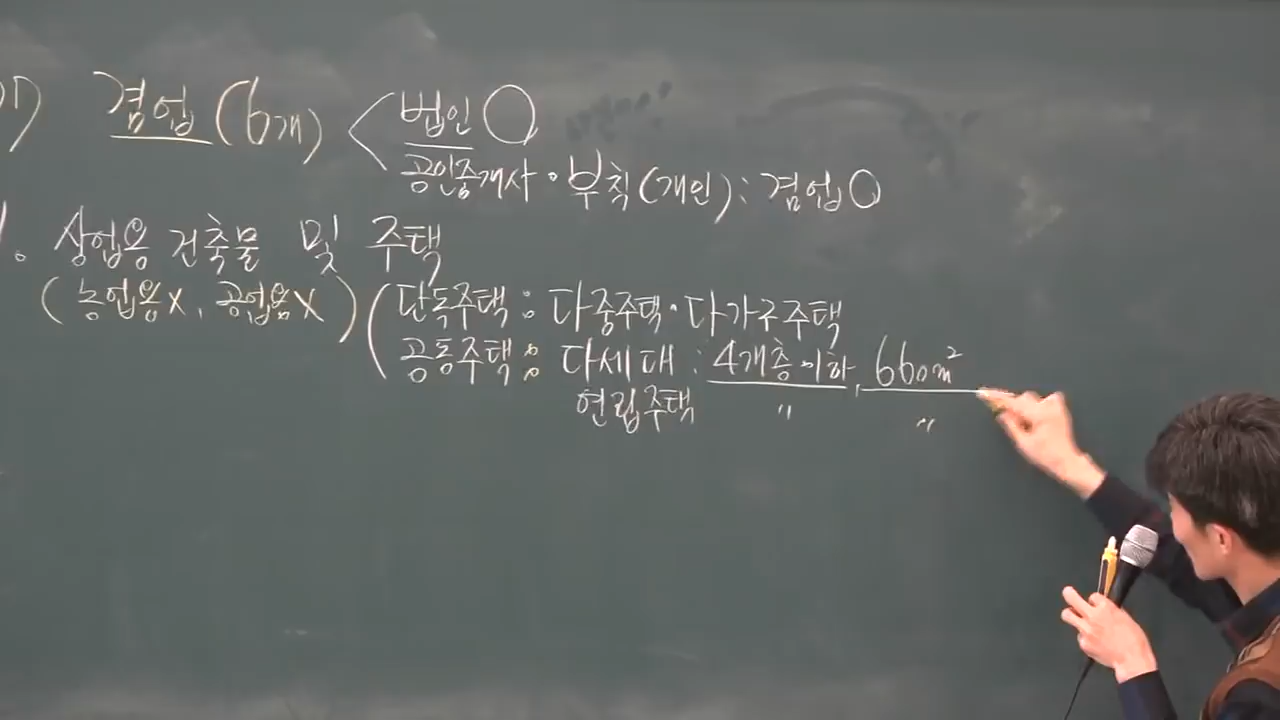 겸업 (6개) < 법인 ○
공인중개사·부칙(개인): 겸업○
1. 상업용 건축물 및 주택
(농업용X, 공업용X)
단독주택 : 다중주택·다가구주택
공동주택 : 다세대 : 4개층 이하, 660m²
연립주택 " "